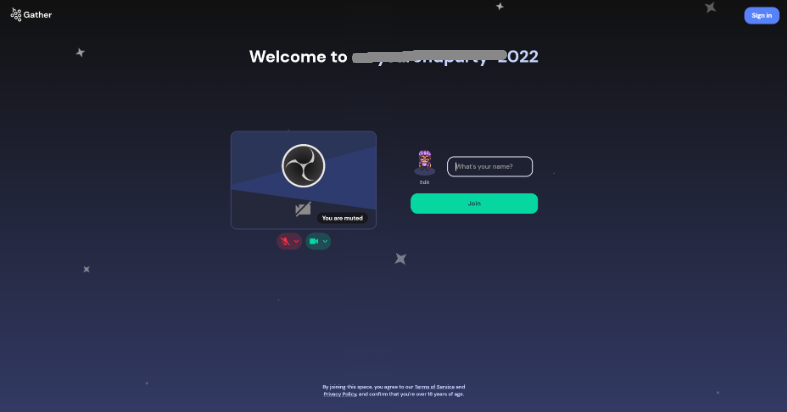 Gather
Sign in
Welcome to 2022
What's your name?
Edit
Join
You are muted
By joining this space, you agree to our Terms of Service and
Privacy Policy, and confirm that you're over 18 years of age.